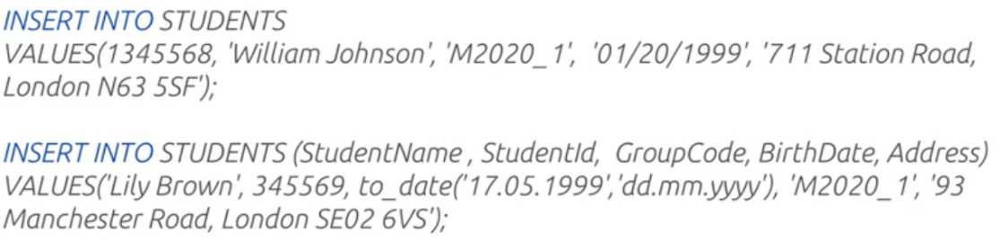 INSERT INTO STUDENTS
VALUES(1345568, 'William Johnson', 'M2020_1', '01/20/1999', '711 Station Road,
London N63 5SF');
INSERT INTO STUDENTS (StudentName , StudentId, GroupCode, BirthDate, Address)
VALUES('Lily Brown', 345569, to_date('17.05.1999','dd.mm.yyyy'), 'M2020_1', '93
Manchester Road, London SE02 6VS');